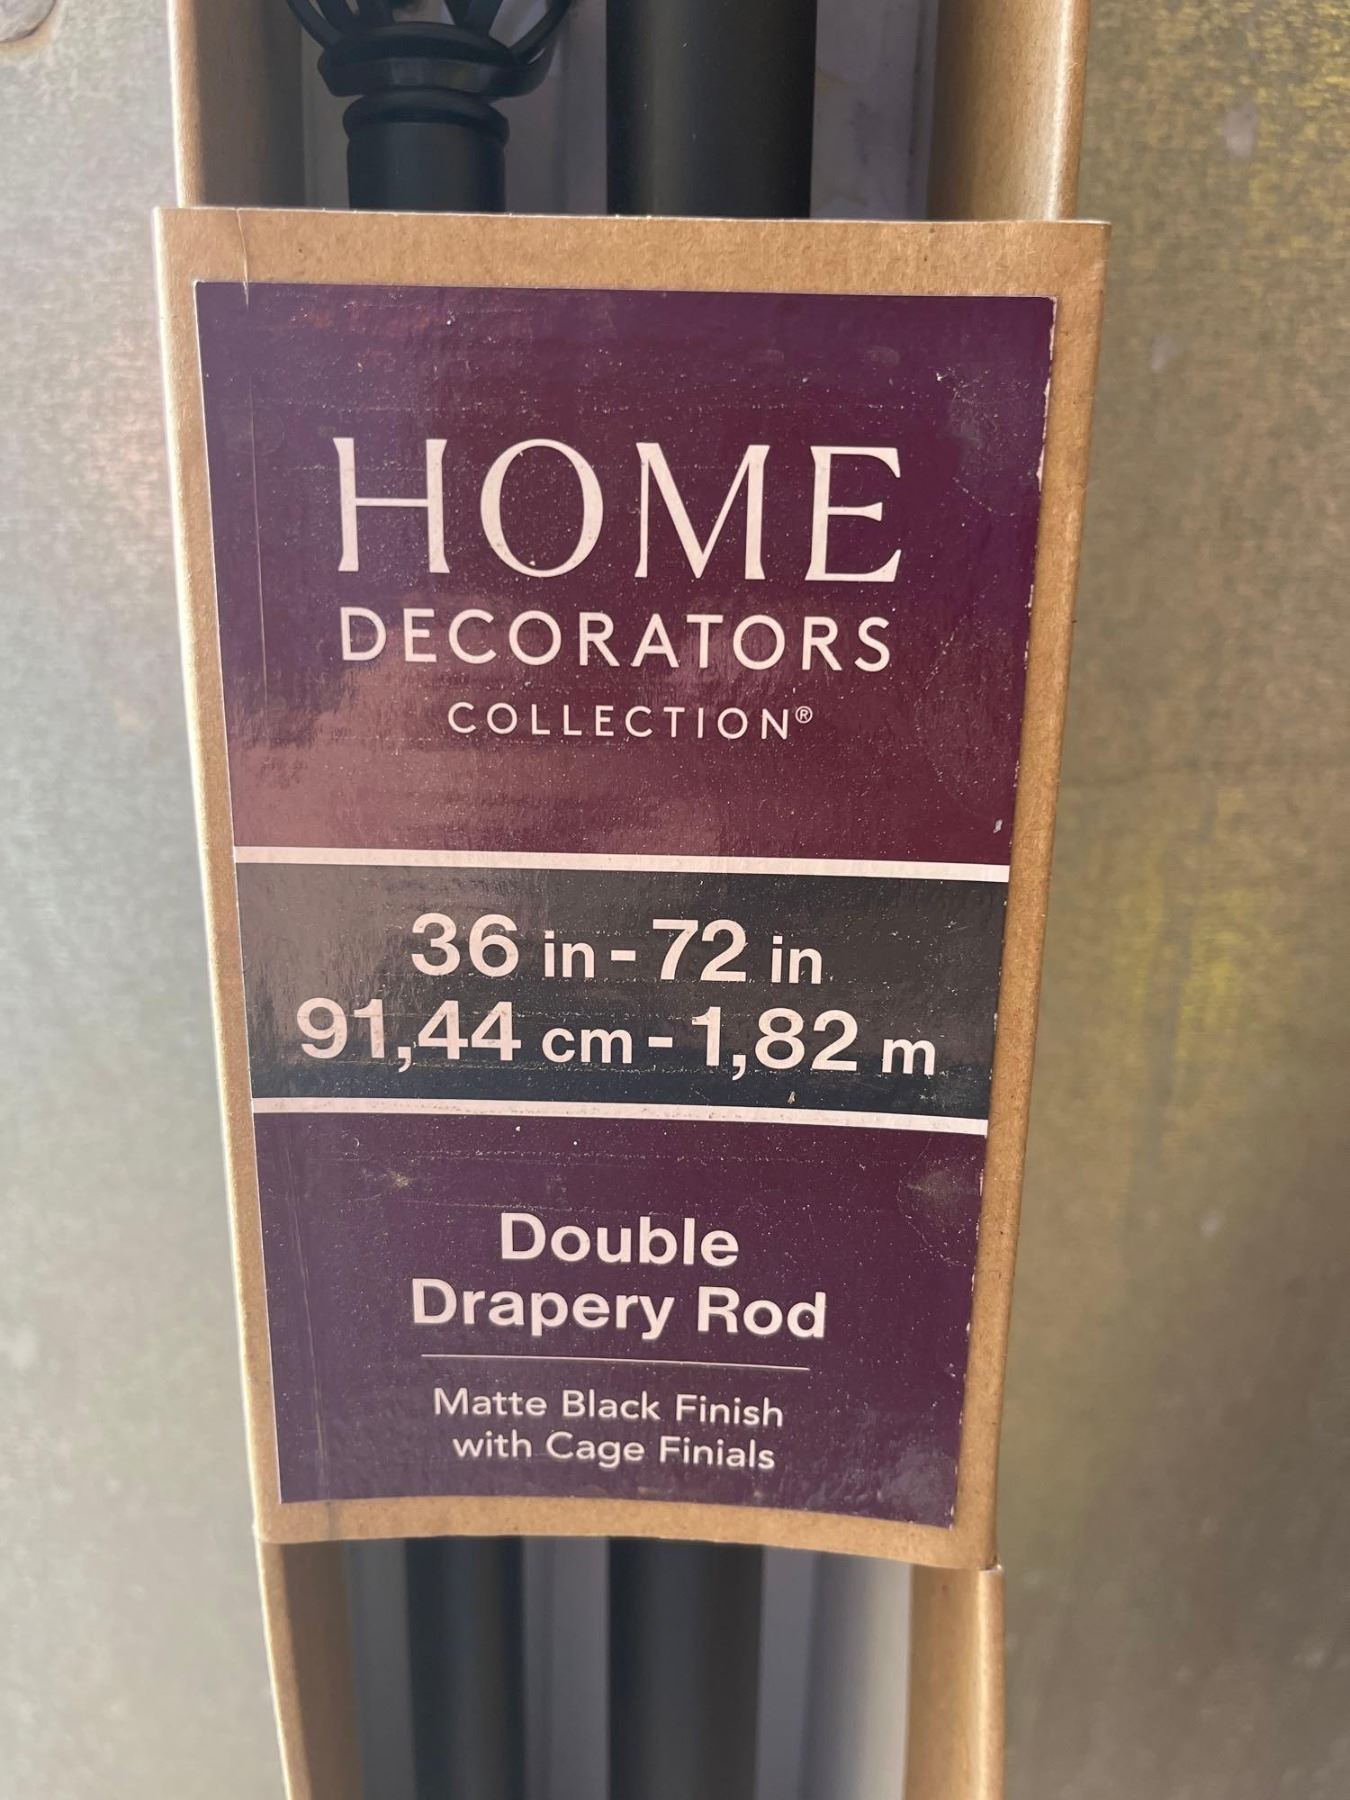 HOME
DECORATORS
COLLECTION®
36 in - 72 in
91,44 cm - 1,82 m
Double
Drapery Rod
Matte Black Finish
with Cage Finials